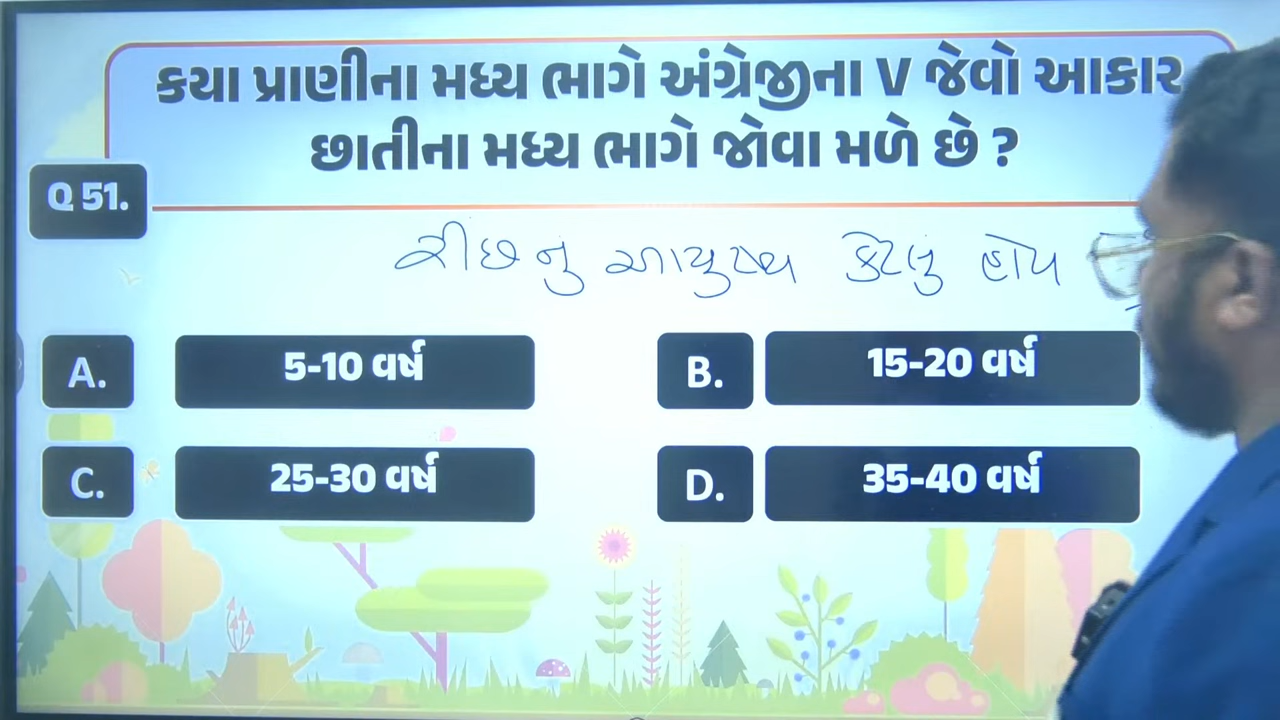 કયા પ્રાણીના મધ્ય ભાગે અંગ્રેજીના V જેવો આકાર
છાતીના મધ્ય ભાગે જોવા મળે છે ?
Q 51.
રીંછનુ આયુષ્ય કેટલુ હોય
A. 5-10 વર્ષ
B. 15-20 વર્ષ
C. 25-30 વર્ષ
D. 35-40 વર્ષ